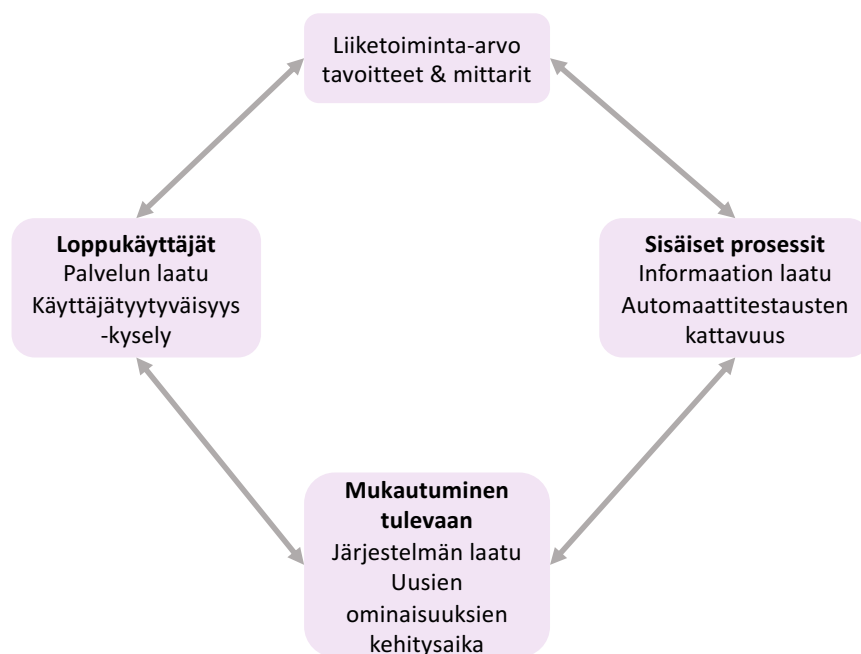 Liiketoiminta-arvo
tavoitteet & mittarit
Loppukäyttäjät
Palvelun laatu
Käyttäjätyytyväisyys
-kysely
Sisäiset prosessit
Informaation laatu
Automaattitestausten
kattavuus
Mukautuminen
tulevaan
Järjestelmän laatu
Uusien
ominaisuuksien
kehitysaika